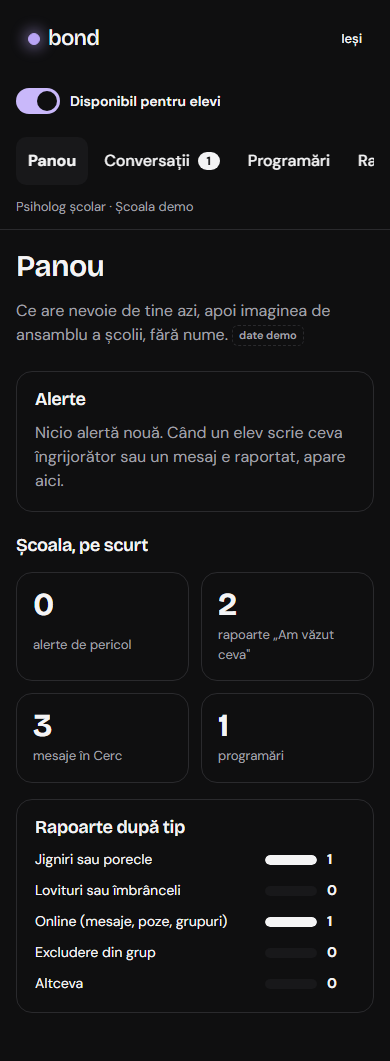 bond
Ieși
Disponibil pentru elevi
Panou
Conversații 1
Programări
Ra
Psiholog școlar · Școala demo
Panou
Ce are nevoie de tine azi, apoi imaginea de
ansamblu a școlii, fără nume. date demo
Alerte
Nicio alertă nouă. Când un elev scrie ceva
îngrijorător sau un mesaj e raportat, apare
aici.
Școala, pe scurt
0
alerte de pericol
2
rapoarte „Am văzut
ceva"
3
mesaje în Cerc
1
programări
Rapoarte după tip
Jigniri sau porecle 1
Lovituri sau îmbrânceli 0
Online (mesaje, poze, grupuri) 1
Excludere din grup 0
Altceva 0